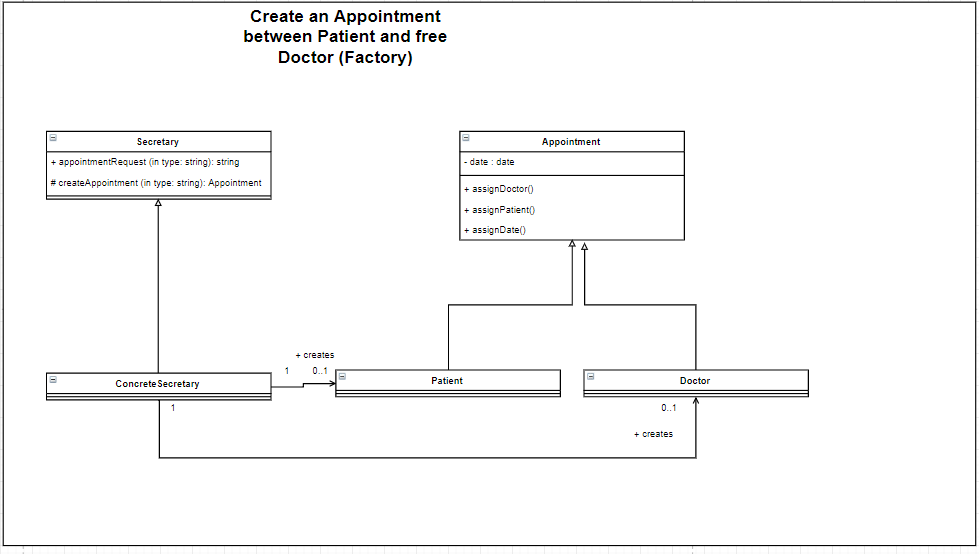 Create an Appointment
between Patient and free
Doctor (Factory)
Secretary
+ appointmentRequest (in type: string): string
# createAppointment (in type: string): Appointment
Appointment
- date : date
+ assignDoctor()
+ assignPatient()
+ assignDate()
+ creates
1
0..1
ConcreteSecretary
Patient
Doctor
1
0..1
+ creates